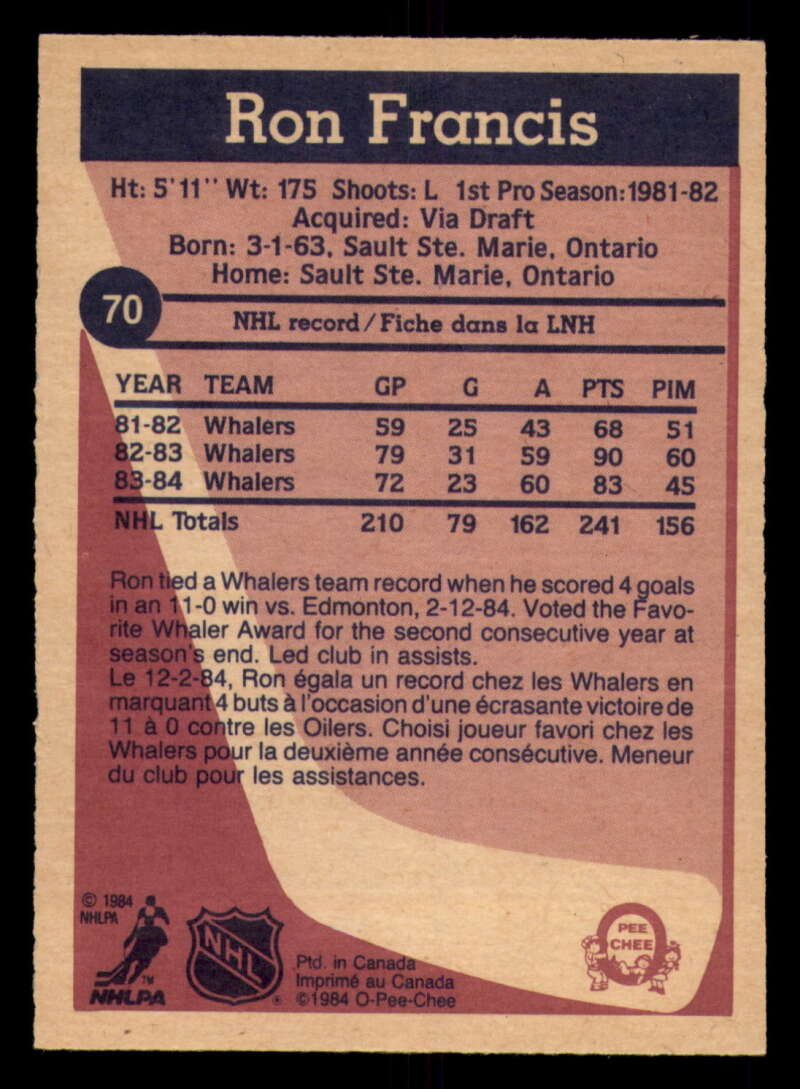 Ron Francis
Ht: 5'11" Wt: 175 Shoots: L 1st Pro Season: 1981-82
Acquired: Via Draft
Born: 3-1-63, Sault Ste. Marie, Ontario
Home: Sault Ste. Marie, Ontario
70
NHL record/Fiche dans la LNH
YEAR TEAM GP G A PTS PIM
81-82 Whalers 59 25 43 68 51
82-83 Whalers 79 31 59 90 60
83-84 Whalers 72 23 60 83 45
NHL Totals 210 79 162 241 156
Ron tied a Whalers team record when he scored 4 goals
in an 11-0 win vs. Edmonton, 2-12-84. Voted the Favo-
rite Whaler Award for the second consecutive year at
season's end. Led club in assists.
Le 12-2-84, Ron égala un record chez les Whalers en
marquant 4 buts à l'occasion d'une écrasante victoire de
11 à 0 contre les Oilers. Choisi joueur favori chez les
Whalers pour la deuxième année consécutive. Meneur
du club pour les assistances.
© 1984
NHLPA
TM
NHLPA
NHL
®
Ptd. in Canada
Imprimé au Canada
©1984 O-Pee-Chee
PEE
CHEE